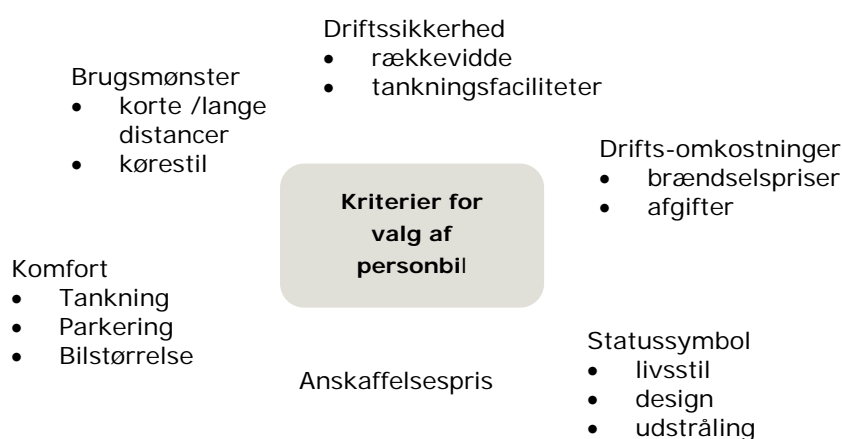 Driftssikkerhed
• rækkevidde
• tankningsfaciliteter
Brugsmønster
• korte /lange
distancer
• kørestil
Drifts-omkostninger
• brændselspriser
• afgifter
Kriterier for
valg af
personbil
Komfort
• Tankning
• Parkering
• Bilstørrelse
Anskaffelsespris
Statussymbol
• livsstil
• design
• udstråling